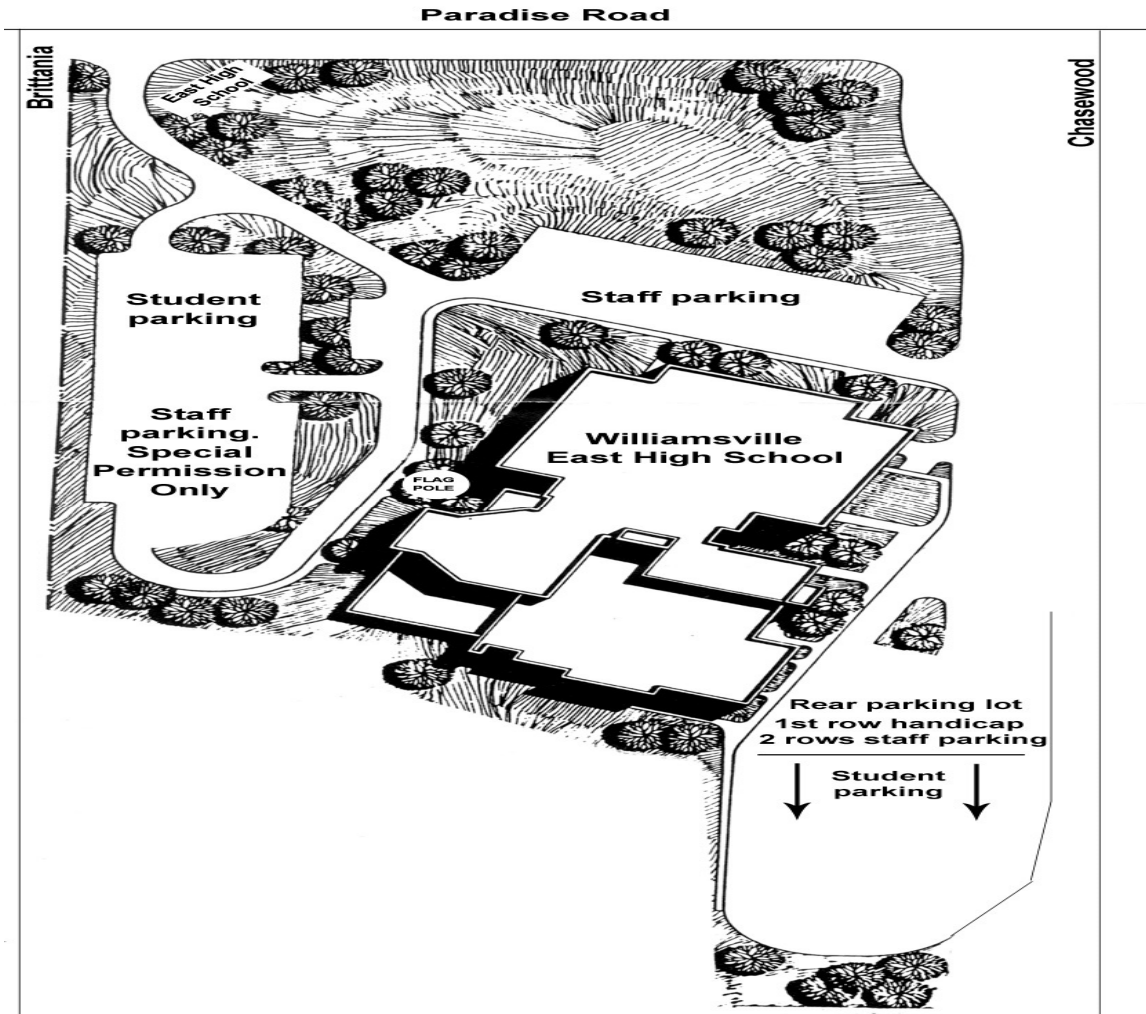 Paradise Road
Brittania
East High
School
Chasewood
Student
parking
Staff parking
Staff
parking.
Special
Permission
Only
Williamsville
East High School
FLAG
POLE
Rear parking lot
1st row handicap
2 rows staff parking
Student
parking